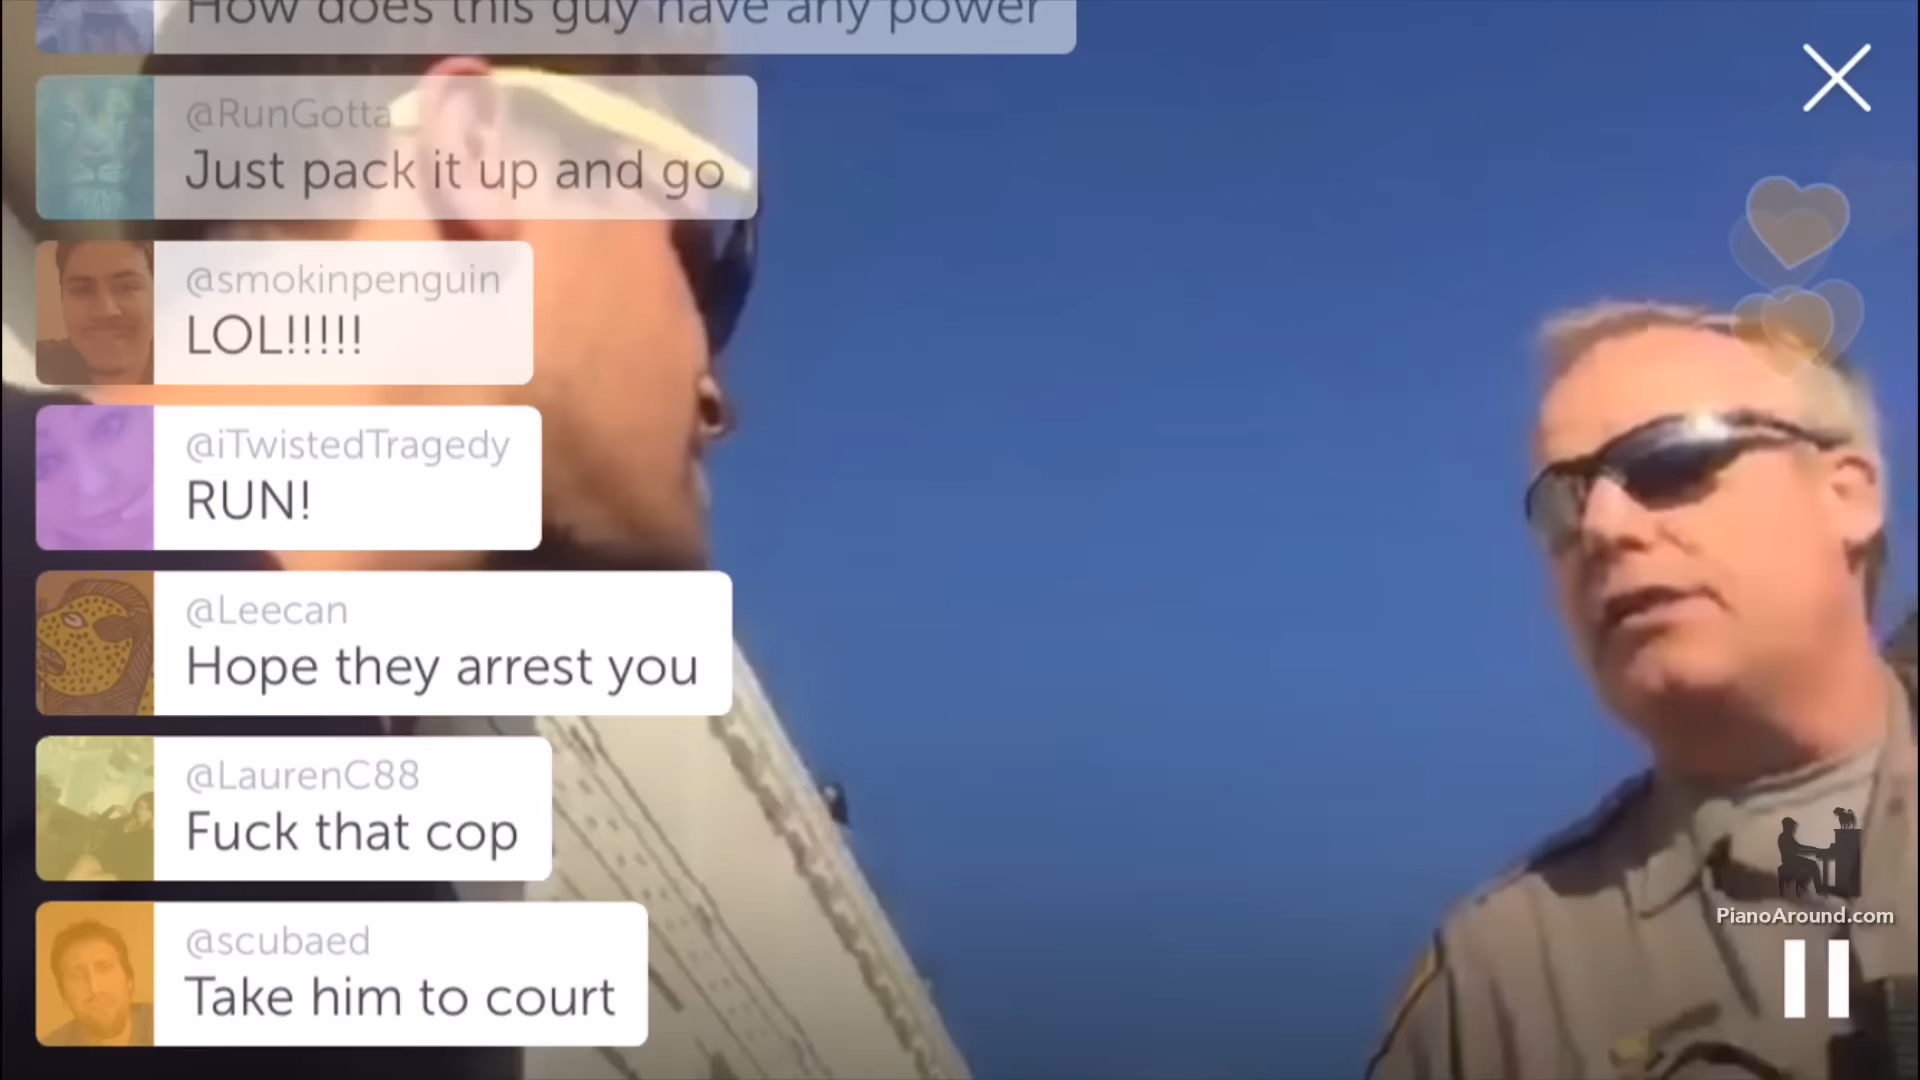 How does this guy have any power
@RunGotta
Just pack it up and go
@smokinpenguin
LOL!!!!!
@iTwistedTragedy
RUN!
@Leecan
Hope they arrest you
@LaurenC88
Fuck that cop
@scubaed
Take him to court
PianoAround.com